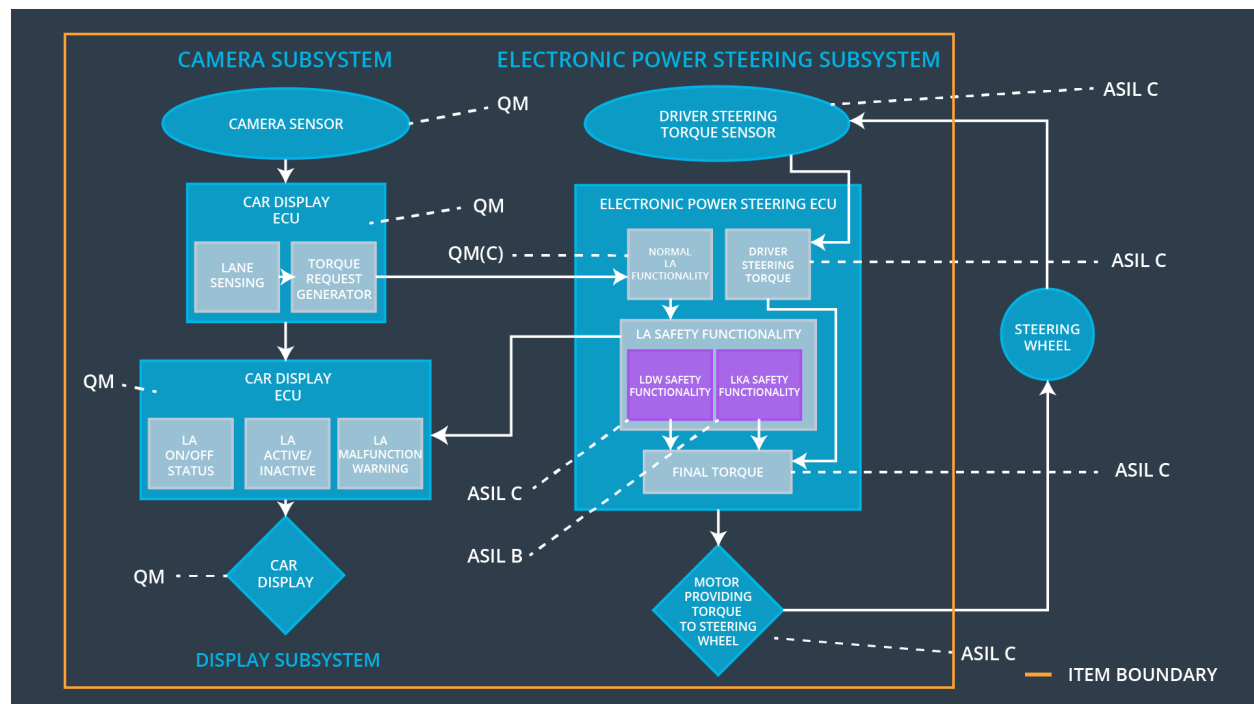 CAMERA SUBSYSTEM
ELECTRONIC POWER STEERING SUBSYSTEM
CAMERA SENSOR
QM
DRIVER STEERING
TORQUE SENSOR
ASIL C
CAR DISPLAY
ECU
QM
LANE
SENSING
TORQUE
REQUEST
GENERATOR
QM(C)
ELECTRONIC POWER STEERING ECU
NORMAL
LA
FUNCTIONALITY
DRIVER
STEERING
TORQUE
ASIL C
LA SAFETY FUNCTIONALITY
LDW SAFETY
FUNCTIONALITY
LKA SAFETY
FUNCTIONALITY
STEERING
WHEEL
CAR DISPLAY
ECU
QM
LA
ON/OFF
STATUS
LA
ACTIVE/
INACTIVE
LA
MALFUNCTION
WARNING
FINAL TORQUE
ASIL C
ASIL C
ASIL B
CAR
DISPLAY
QM
MOTOR
PROVIDING
TORQUE
TO STEERING
WHEEL
ASIL C
DISPLAY SUBSYSTEM
ITEM BOUNDARY